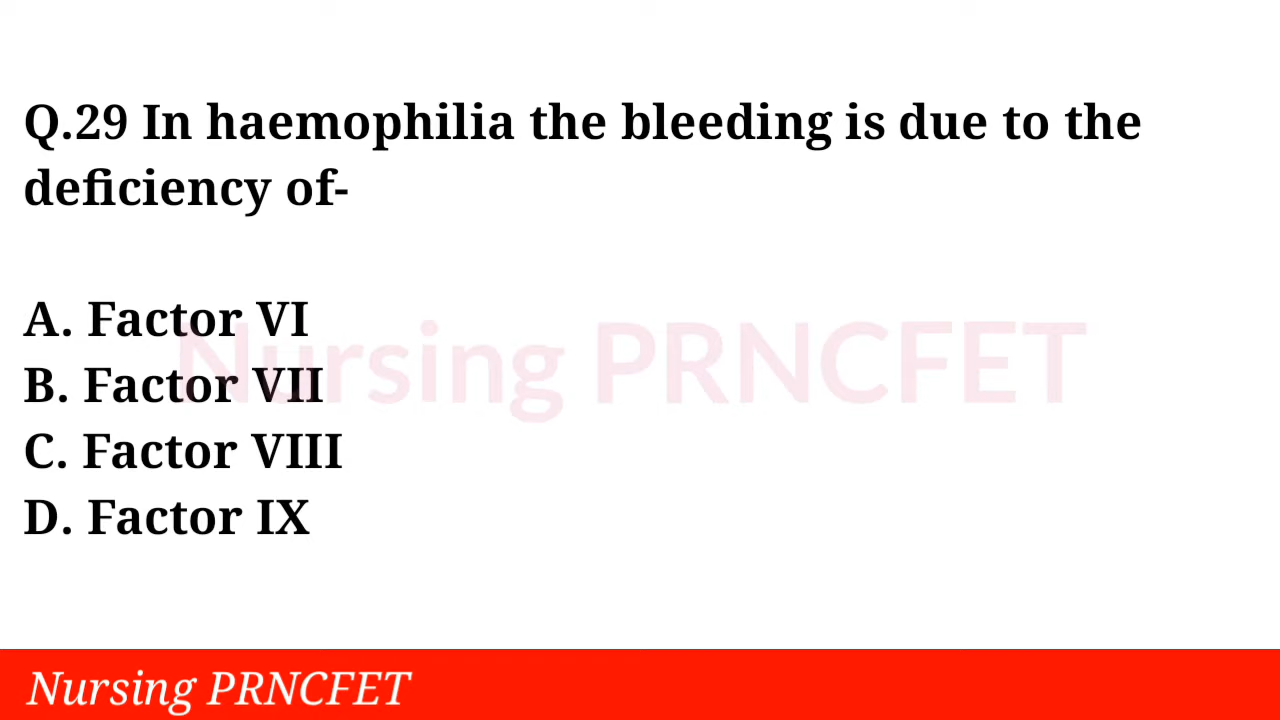 Q.29 In haemophilia the bleeding is due to the
deficiency of-
A. Factor VI
B. Factor VII
C. Factor VIII
D. Factor IX
Nursing PRNCFET
Nursing PRNCFET